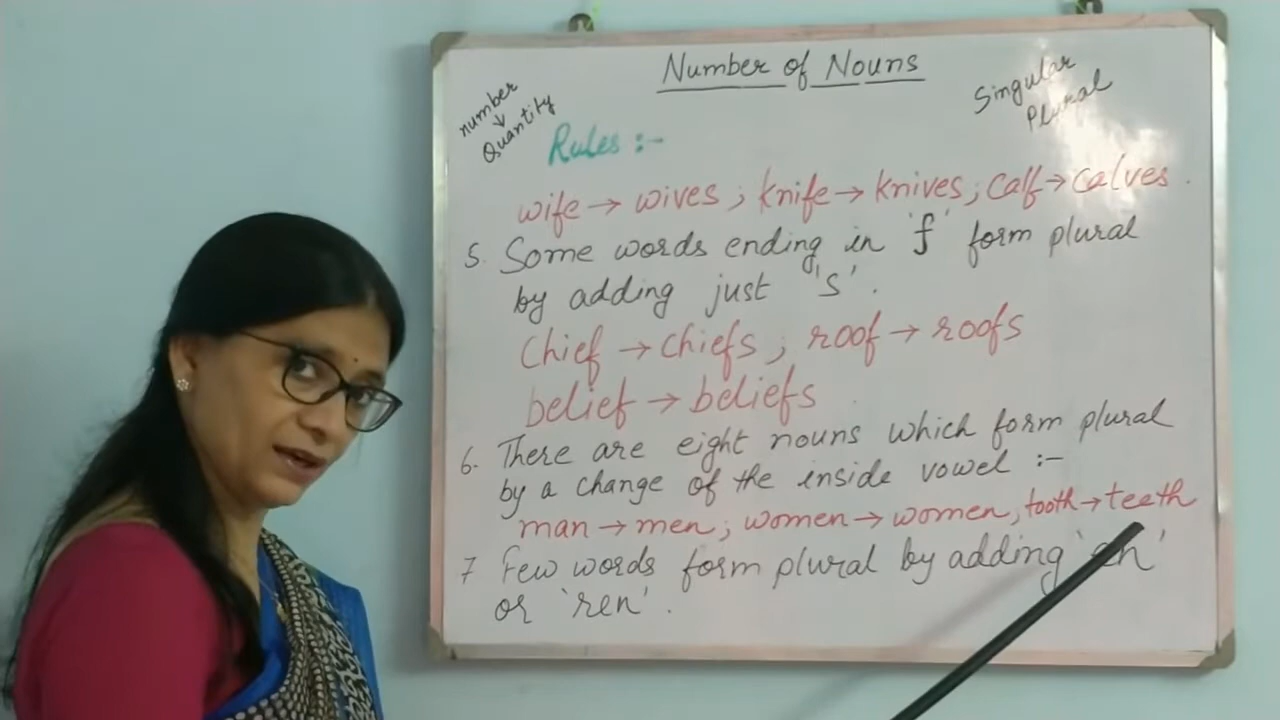 Number of Nouns
number
↓
Quantity
Singular
Plural
Rules :-
wife → wives ; knife → knives ; calf → calves .
5. Some words ending in 'f' form plural
by adding just 's'.
Chief → chiefs ; roof → roofs
belief → beliefs
6. There are eight nouns which form plural
by a change of the inside vowel :-
man → men ; women → women , tooth → teeth
7 Few words form plural by adding 'en'
or 'ren' .